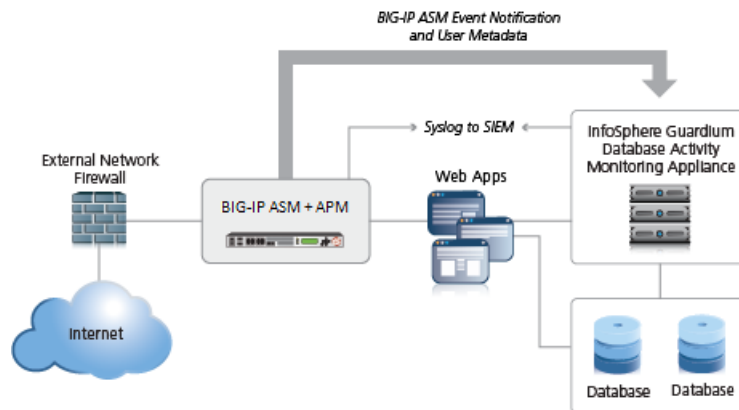 BIG-IP ASM Event Notification
and User Metadata
Syslog to SIEM
InfoSphere Guardium
Database Activity
Monitoring Appliance
External Network
Firewall
Web Apps
BIG-IP ASM + APM
Internet
Database
Database